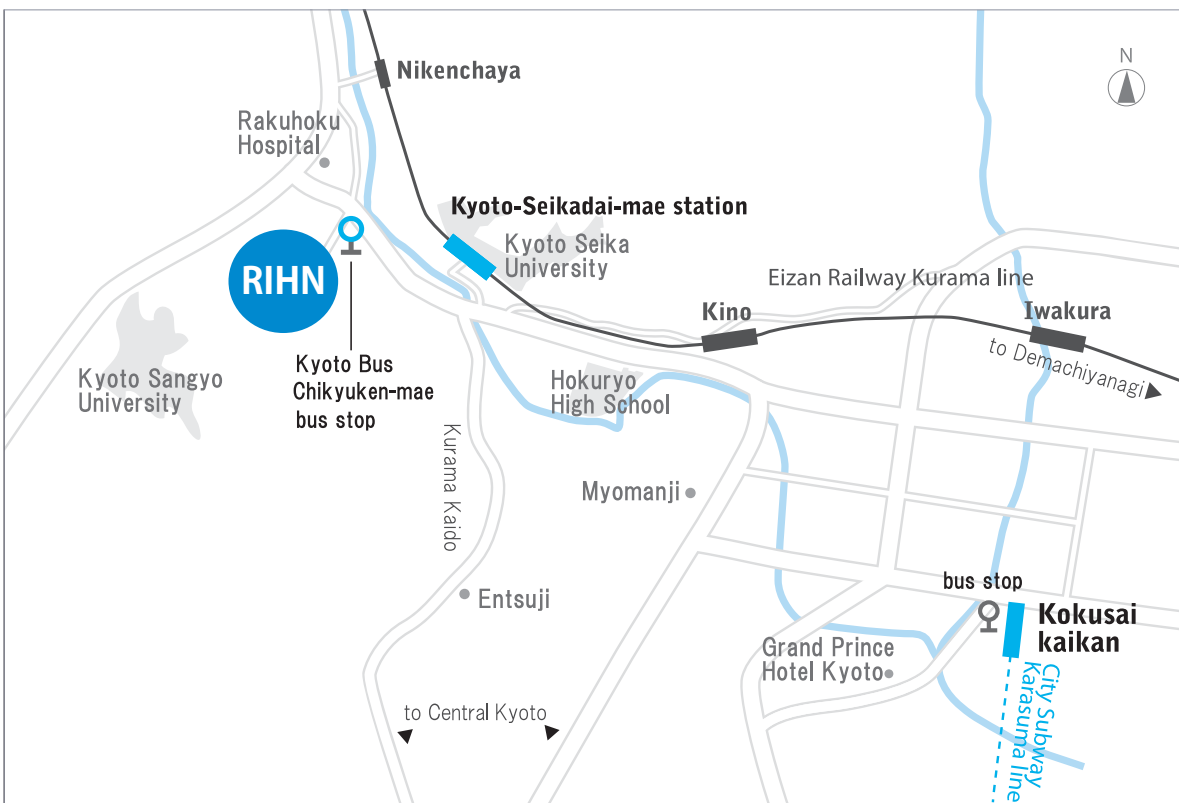 N
Nikenchaya
Rakuhoku
Hospital
Kyoto-Seikadai-mae station
Kyoto Seika
University
RIHN
Eizan Railway Kurama line
Kino
Iwakura
to Demachiyanagi
Kyoto Bus
Chikyuken-mae
bus stop
Kyoto Sangyo
University
Hokuryo
High School
Kurama Kaido
Myomanji
bus stop
Entsuji
Kokusai
kaikan
Grand Prince
Hotel Kyoto
City Subway
Karasuma line
to Central Kyoto